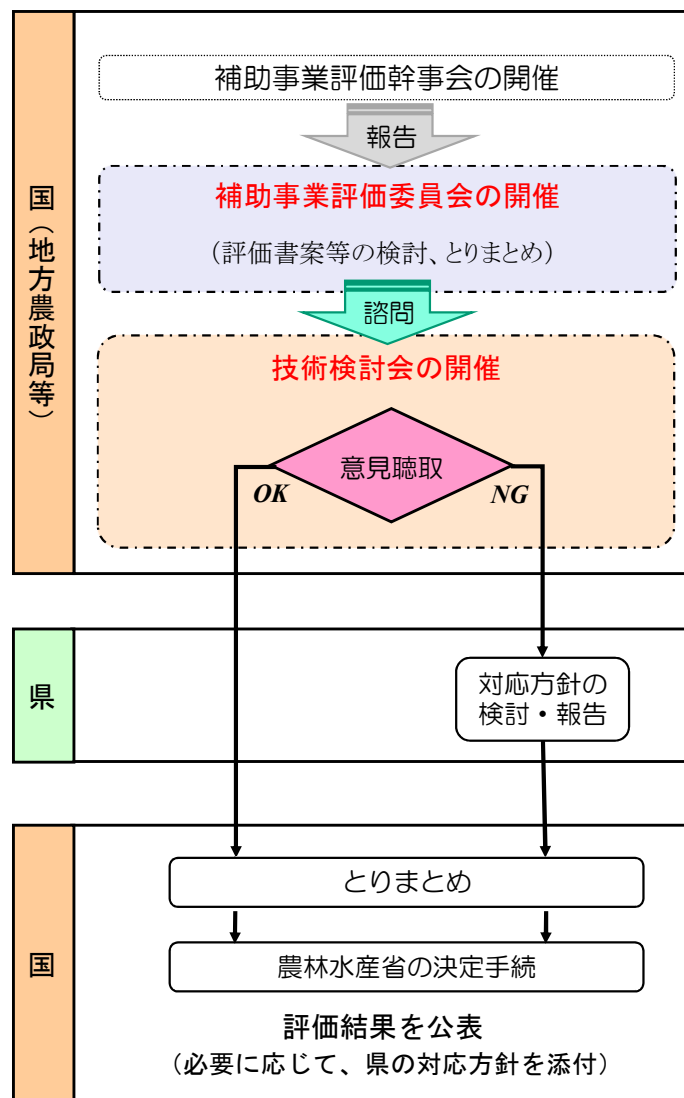 国（地方農政局等）
補助事業評価幹事会の開催
報告
補助事業評価委員会の開催
（評価書案等の検討、とりまとめ）
諮問
技術検討会の開催
意見聴取
OK
NG
県
対応方針の
検討・報告
国
とりまとめ
農林水産省の決定手続
評価結果を公表
（必要に応じて、県の対応方針を添付）